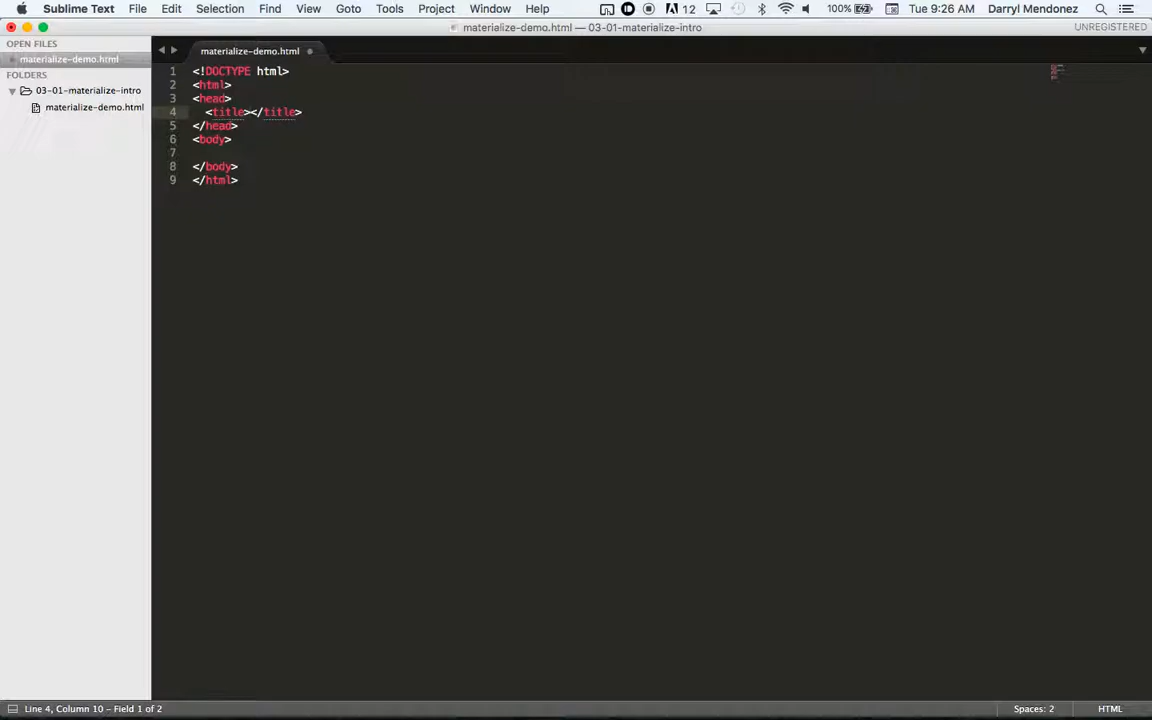 Sublime Text File Edit Selection Find View Goto Tools Project Window Help 12 100% Tue 9:26 AM Darryl Mendonez
materialize-demo.html — 03-01-materialize-intro UNREGISTERED
OPEN FILES
materialize-demo.html
FOLDERS
03-01-materialize-intro
materialize-demo.html
materialize-demo.html
1 <!DOCTYPE html>
2 <html>
3 <head>
4 <title></title>
5 </head>
6 <body>
7
8 </body>
9 </html>
Line 4, Column 10 – Field 1 of 2 Spaces: 2 HTML